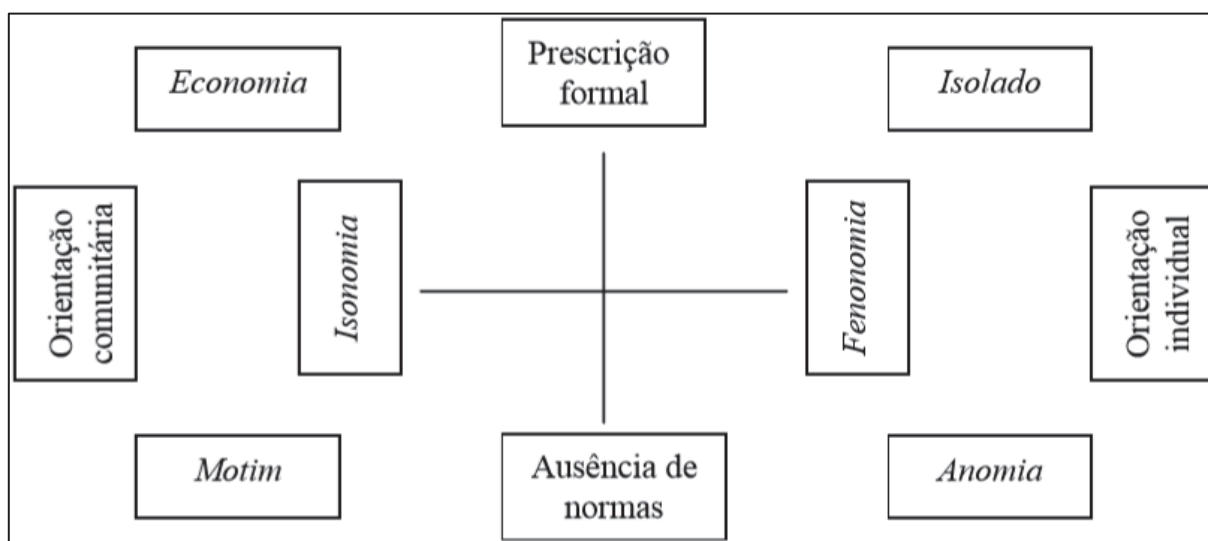 Economia
Prescrição
formal
Isolado
Orientação
comunitária
Isonomia
Fenonomia
Orientação
individual
Motim
Ausência de
normas
Anomia